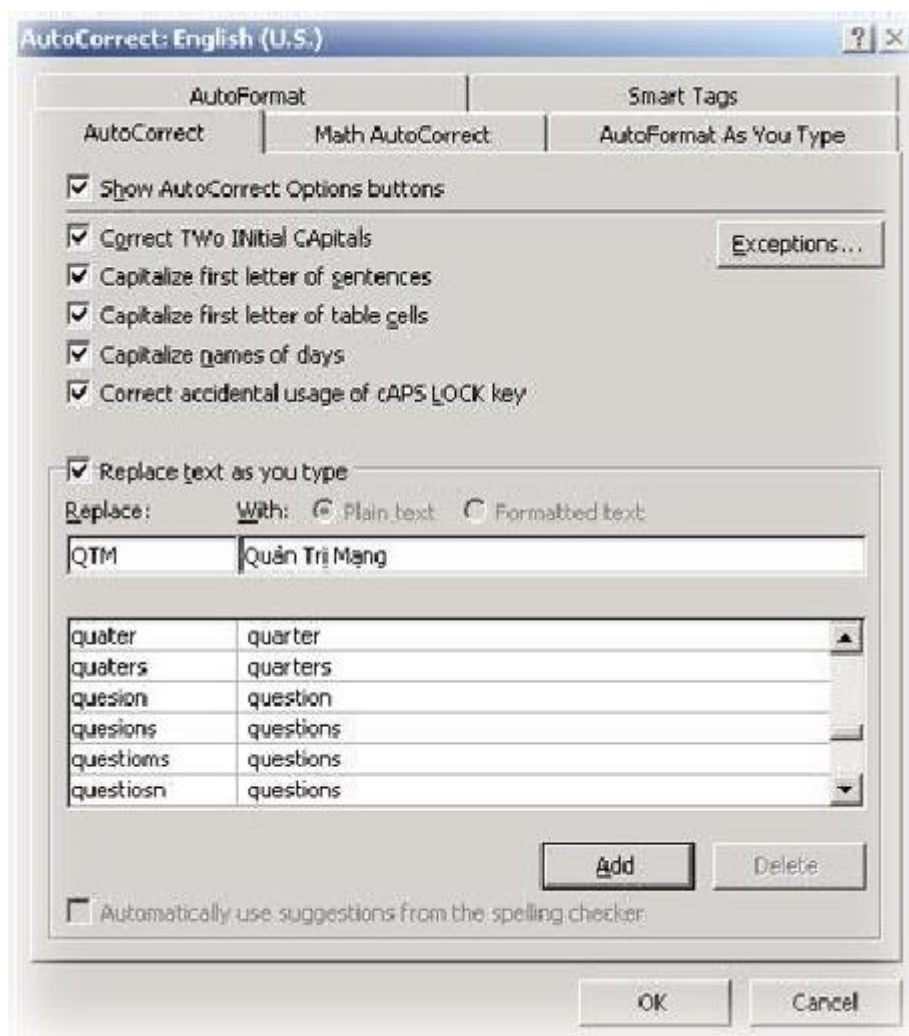 AutoCorrect: English (U.S.)
AutoFormat Smart Tags
AutoCorrect Math AutoCorrect AutoFormat As You Type
Show AutoCorrect Options buttons
Correct TWo INitial CApitals Exceptions...
Capitalize first letter of sentences
Capitalize first letter of table cells
Capitalize names of days
Correct accidental usage of cAPS LOCK key
Replace text as you type
Replace: With: Plain text Formatted text
QTM Quản Trị Mạng
quater quarter
quaters quarters
quesion question
quesions questions
questioms questions
questiosn questions
Add Delete
Automatically use suggestions from the spelling checker
OK Cancel